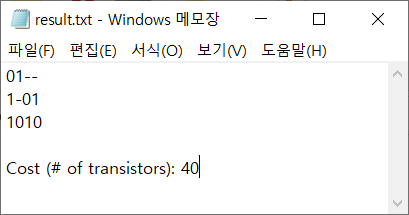 result.txt - Windows 메모장
파일(F) 편집(E) 서식(O) 보기(V) 도움말(H)
01--
1-01
1010
Cost (# of transistors): 40